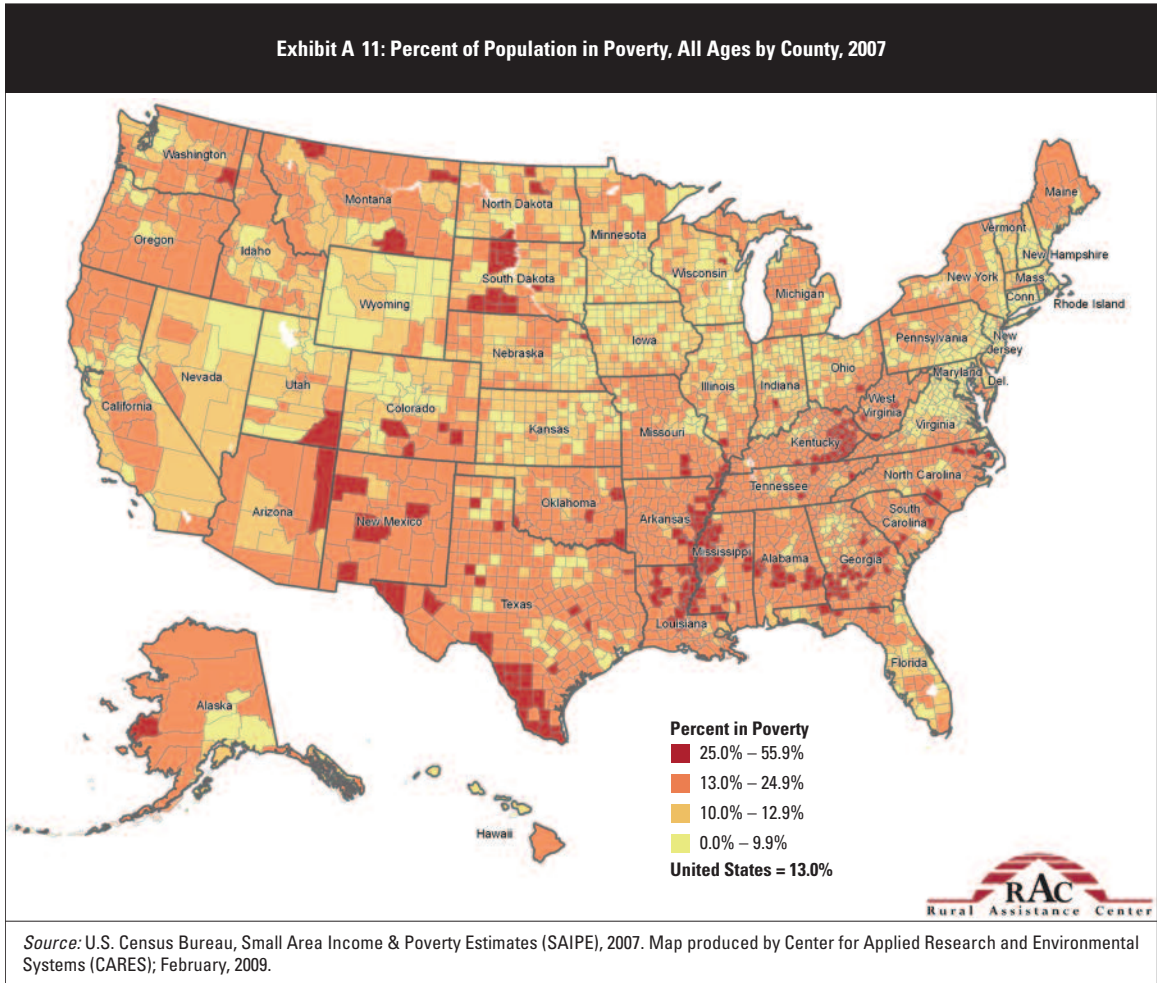 Exhibit A 11: Percent of Population in Poverty, All Ages by County, 2007
Washington
Montana
North Dakota
Minnesota
Maine
Vermont
Oregon
Idaho
New Hampshire
South Dakota
Wisconsin
New York
Mass.
Wyoming
Michigan
Conn.
Rhode Island
Pennsylvania
Iowa
New
Jersey
Nebraska
Nevada
Ohio
Utah
Illinois
Indiana
Maryland
Del.
California
Colorado
West
Virginia
Kansas
Missouri
Virginia
Kentucky
North Carolina
Tennessee
Oklahoma
Arizona
New Mexico
Arkansas
South
Carolina
Mississippi
Alabama
Georgia
Texas
Louisiana
Florida
Alaska
Hawaii
Percent in Poverty
25.0% – 55.9%
13.0% – 24.9%
10.0% – 12.9%
0.0% – 9.9%
United States = 13.0%
RAC
Rural Assistance Center
Source: U.S. Census Bureau, Small Area Income & Poverty Estimates (SAIPE), 2007. Map produced by Center for Applied Research and Environmental
Systems (CARES); February, 2009.